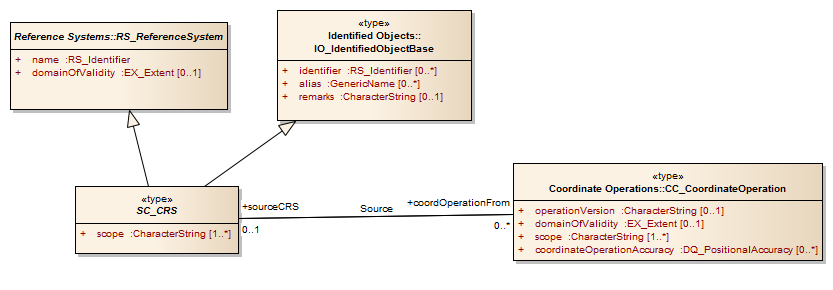 Reference Systems::RS_ReferenceSystem
+ name :RS_Identifier
+ domainOfValidity :EX_Extent [0..1]
«type»
Identified Objects::
IO_IdentifiedObjectBase
+ identifier :RS_Identifier [0..*]
+ alias :GenericName [0..*]
+ remarks :CharacterString [0..1]
«type»
SC_CRS
+ scope :CharacterString [1..*]
+sourceCRS
0..1
Source
+coordOperationFrom
0..*
«type»
Coordinate Operations::CC_CoordinateOperation
+ operationVersion :CharacterString [0..1]
+ domainOfValidity :EX_Extent [0..1]
+ scope :CharacterString [1..*]
+ coordinateOperationAccuracy :DQ_PositionalAccuracy [0..*]